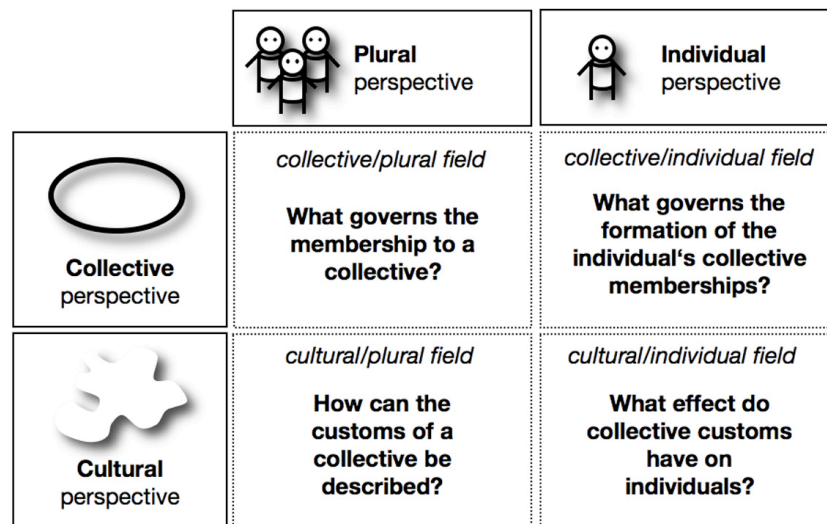 Plural
perspective
Individual
perspective
Collective
perspective
collective/plural field
What governs the
membership to a
collective?
collective/individual field
What governs the
formation of the
individual‘s collective
memberships?
Cultural
perspective
cultural/plural field
How can the
customs of a
collective be
described?
cultural/individual field
What effect do
collective customs
have on
individuals?